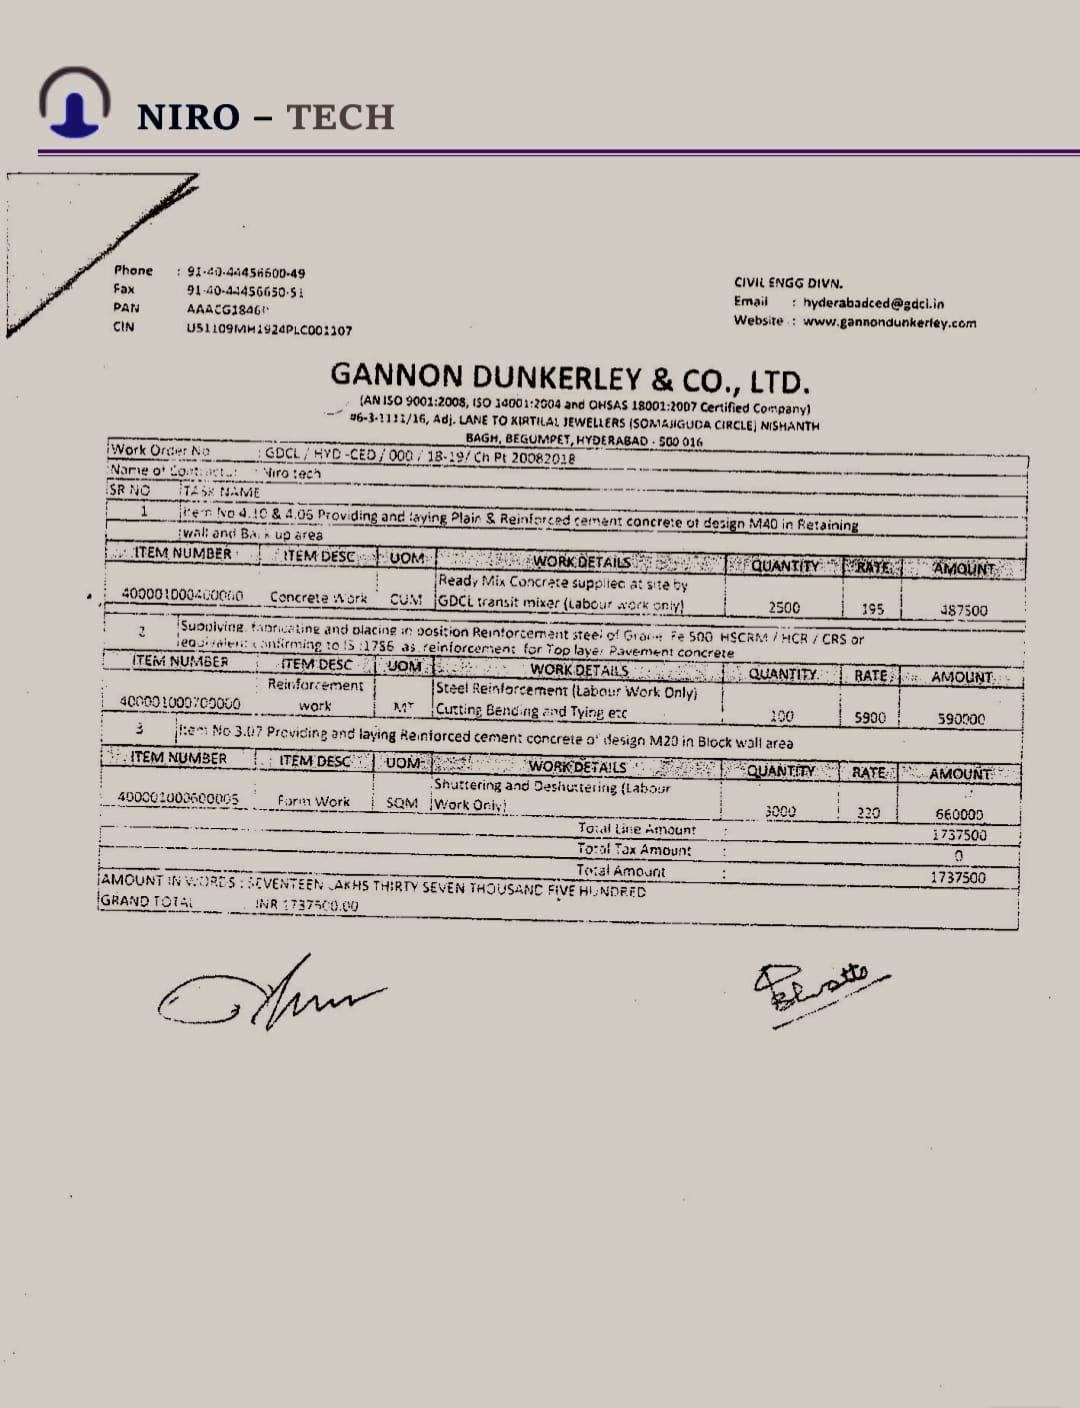 NIRO – TECH
Phone : 91-40-44456600-49
Fax 91-40-44456650-51
PAN
CIN U51109MH1924PLC001107
CIVIL ENGG DIVN.
Email : hyderabadced@gdcl.in
Website : www.gannondunkerley.com
GANNON DUNKERLEY & CO., LTD.
(AN ISO 9001:2008, ISO 14001:2004 and OHSAS 18001:2007 Certified Company)
#6-3-1111/16, Adj. LANE TO KIRTILAL JEWELLERS (SOMAJIGUDA CIRCLE) NISHANTH
BAGH, BEGUMPET, HYDERABAD - 500 016
Work Order No : GDCL / HYD -CED / 000 / 18-19/ Ch Pt 20082018
Name of Contractor : Niro tech
SR NO TASK NAME
1 Item No 4.10 & 4.06 Providing and laying Plain & Reinforced cement concrete of design M40 in Retaining
wall and Back up area
ITEM NUMBER ITEM DESC UOM WORK DETAILS QUANTITY RATE AMOUNT
400001000400000 Concrete Work CUM Ready Mix Concrete supplied at site by
GDCL transit mixer (Labour work only) 2500 195 487500
2 Supplying, fabricating and placing in position Reinforcement steel of Grade Fe 500 HSCRM / HCR / CRS or
equivalent confirming to IS :1786 as reinforcement for Top layer Pavement concrete
ITEM NUMBER ITEM DESC UOM WORK DETAILS QUANTITY RATE AMOUNT
400001000700000 Reinforcement work MT Steel Reinforcement (Labour Work Only)
Cutting Bending and Tying etc 100 5900 590000
3 Item No 3.07 Providing and laying Reinforced cement concrete of design M20 in Block wall area
ITEM NUMBER ITEM DESC UOM WORK DETAILS QUANTITY RATE AMOUNT
400001000600005 Form Work SQM Shuttering and Deshuttering (Labour
Work Only) 3000 220 660000
Total Line Amount : 1737500
Total Tax Amount : 0
Total Amount : 1737500
AMOUNT IN WORDS : SEVENTEEN LAKHS THIRTY SEVEN THOUSAND FIVE HUNDRED
GRAND TOTAL INR 1737500.00